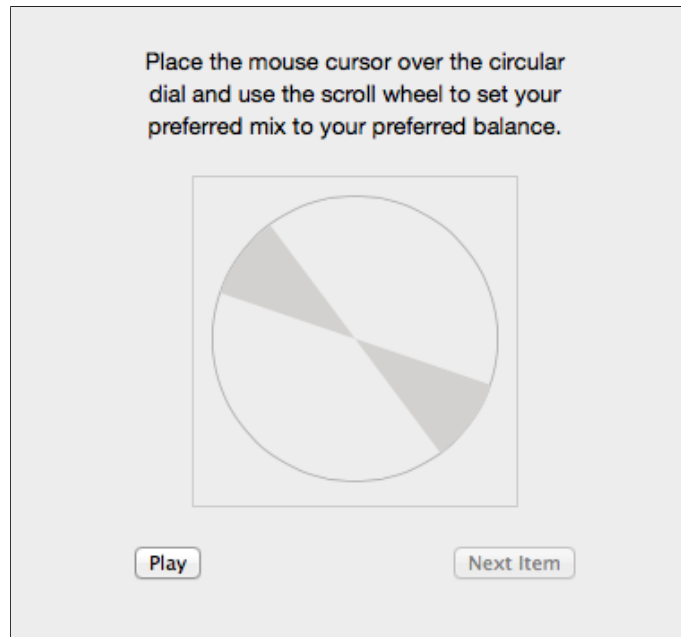 Place the mouse cursor over the circular
dial and use the scroll wheel to set your
preferred mix to your preferred balance.
Play
Next Item